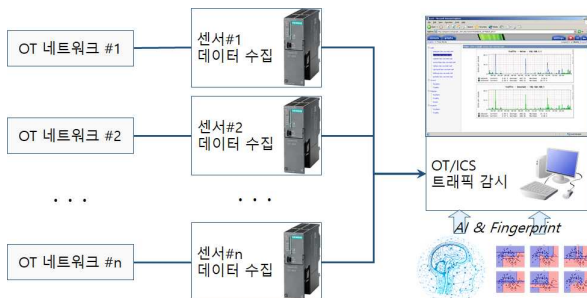 OT 네트워크 #1
센서#1
데이터 수집
OT 네트워크 #2
센서#2
데이터 수집
OT/ICS
트래픽 감시
. . .
. . .
AI & Fingerprint
OT 네트워크 #n
센서#n
데이터 수집